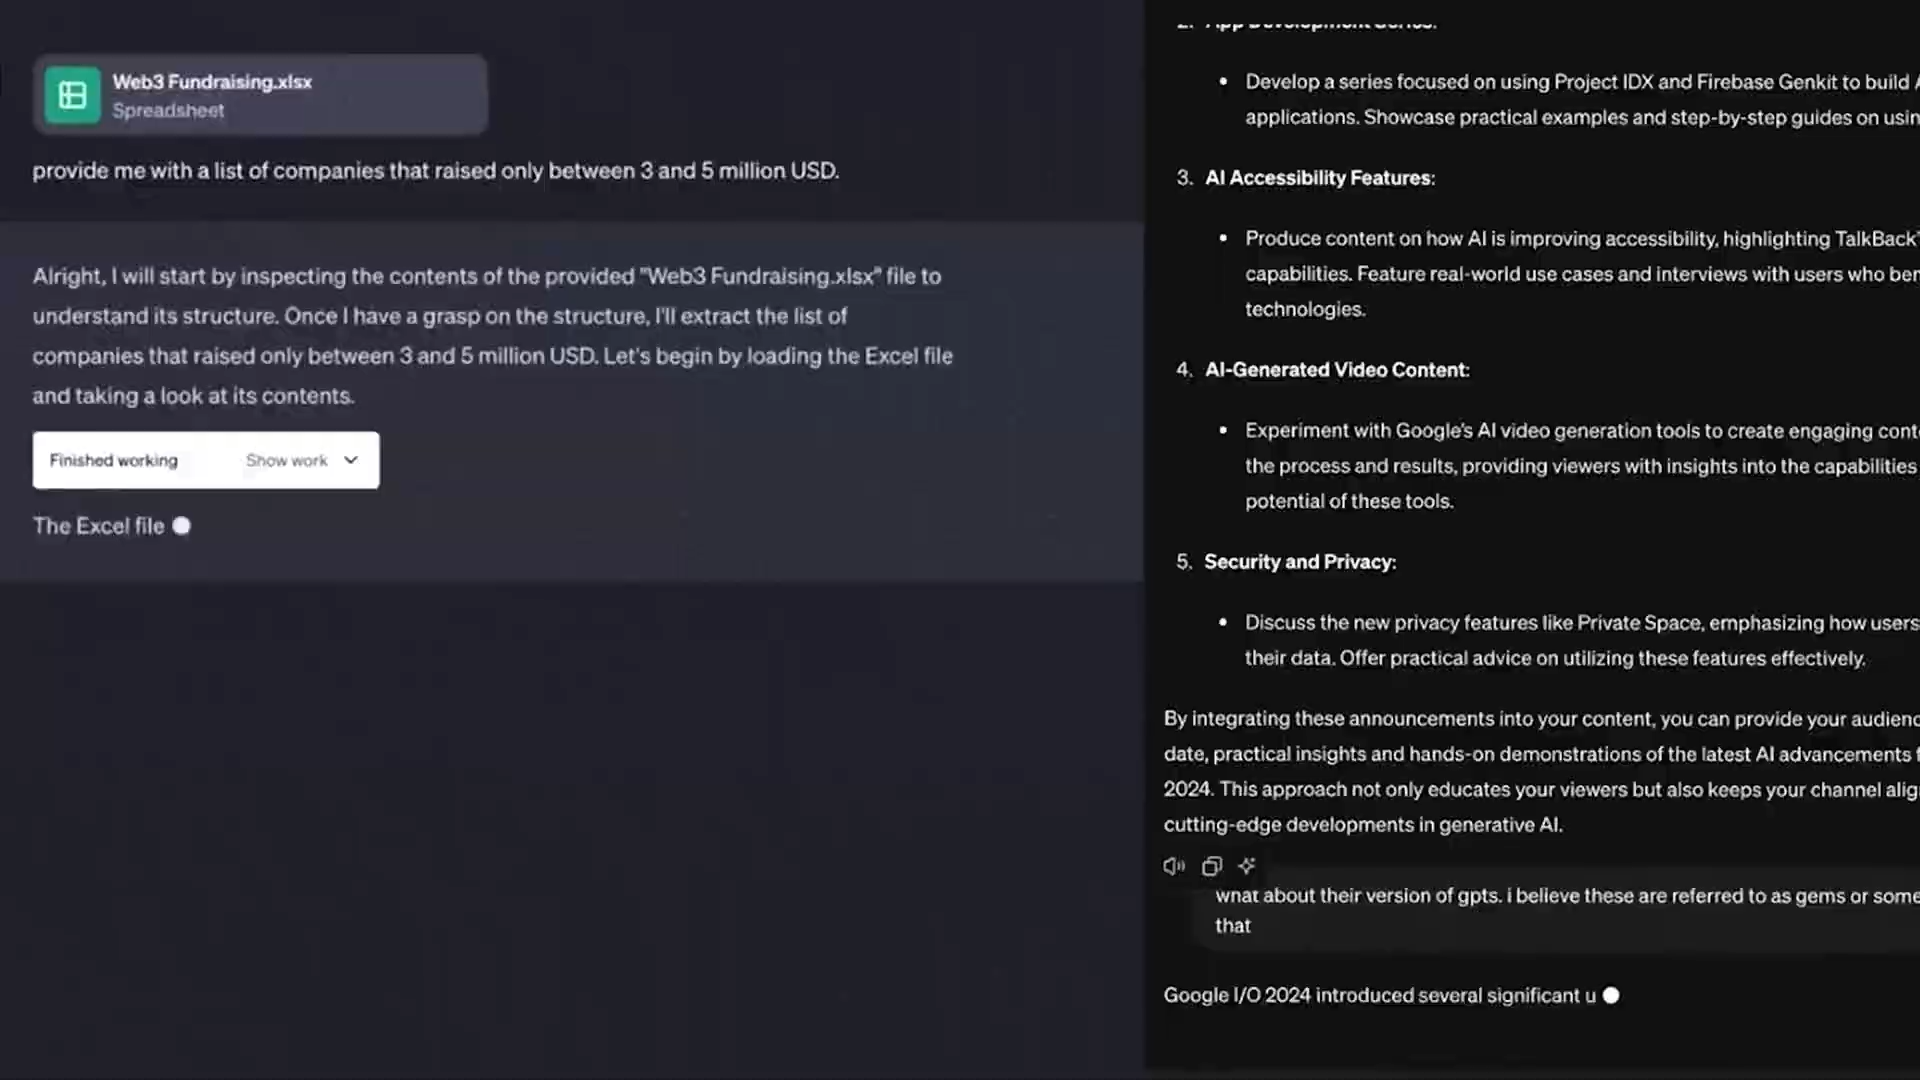 Web3 Fundraising.xlsx
Spreadsheet
provide me with a list of companies that raised only between 3 and 5 million USD.
Alright, I will start by inspecting the contents of the provided "Web3 Fundraising.xlsx" file to
understand its structure. Once I have a grasp on the structure, I'll extract the list of
companies that raised only between 3 and 5 million USD. Let's begin by loading the Excel file
and taking a look at its contents.
Finished working Show work
The Excel file
2. App Development Series:
• Develop a series focused on using Project IDX and Firebase Genkit to build
applications. Showcase practical examples and step-by-step guides on
3. AI Accessibility Features:
• Produce content on how AI is improving accessibility, highlighting TalkBack'
capabilities. Feature real-world use cases and interviews with users who
technologies.
4. AI-Generated Video Content:
• Experiment with Google's AI video generation tools to create engaging
the process and results, providing viewers with insights into the capabilities
potential of these tools.
5. Security and Privacy:
• Discuss the new privacy features like Private Space, emphasizing how users
their data. Offer practical advice on utilizing these features effectively.
By integrating these announcements into your content, you can provide your
date, practical insights and hands-on demonstrations of the latest AI advancements
2024. This approach not only educates your viewers but also keeps your channel
cutting-edge developments in generative AI.
what about their version of gpts. i believe these are referred to as gems or some
that
Google I/O 2024 introduced several significant u